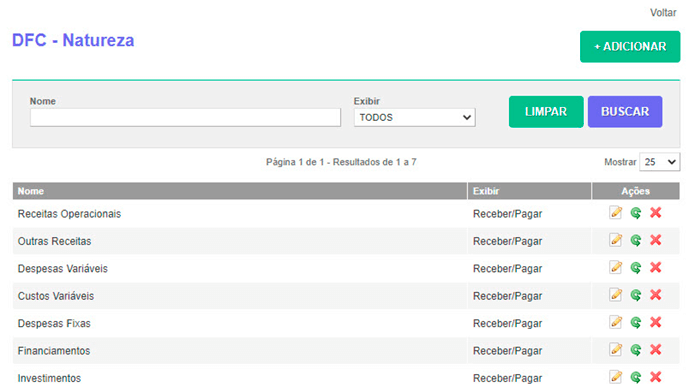 Voltar
DFC - Natureza
+ ADICIONAR
Nome
Exibir
TODOS
LIMPAR
BUSCAR
Página 1 de 1 - Resultados de 1 a 7
Mostrar 25
Nome Exibir Ações
Receitas Operacionais Receber/Pagar
Outras Receitas Receber/Pagar
Despesas Variáveis Receber/Pagar
Custos Variáveis Receber/Pagar
Despesas Fixas Receber/Pagar
Financiamentos Receber/Pagar
Investimentos Receber/Pagar